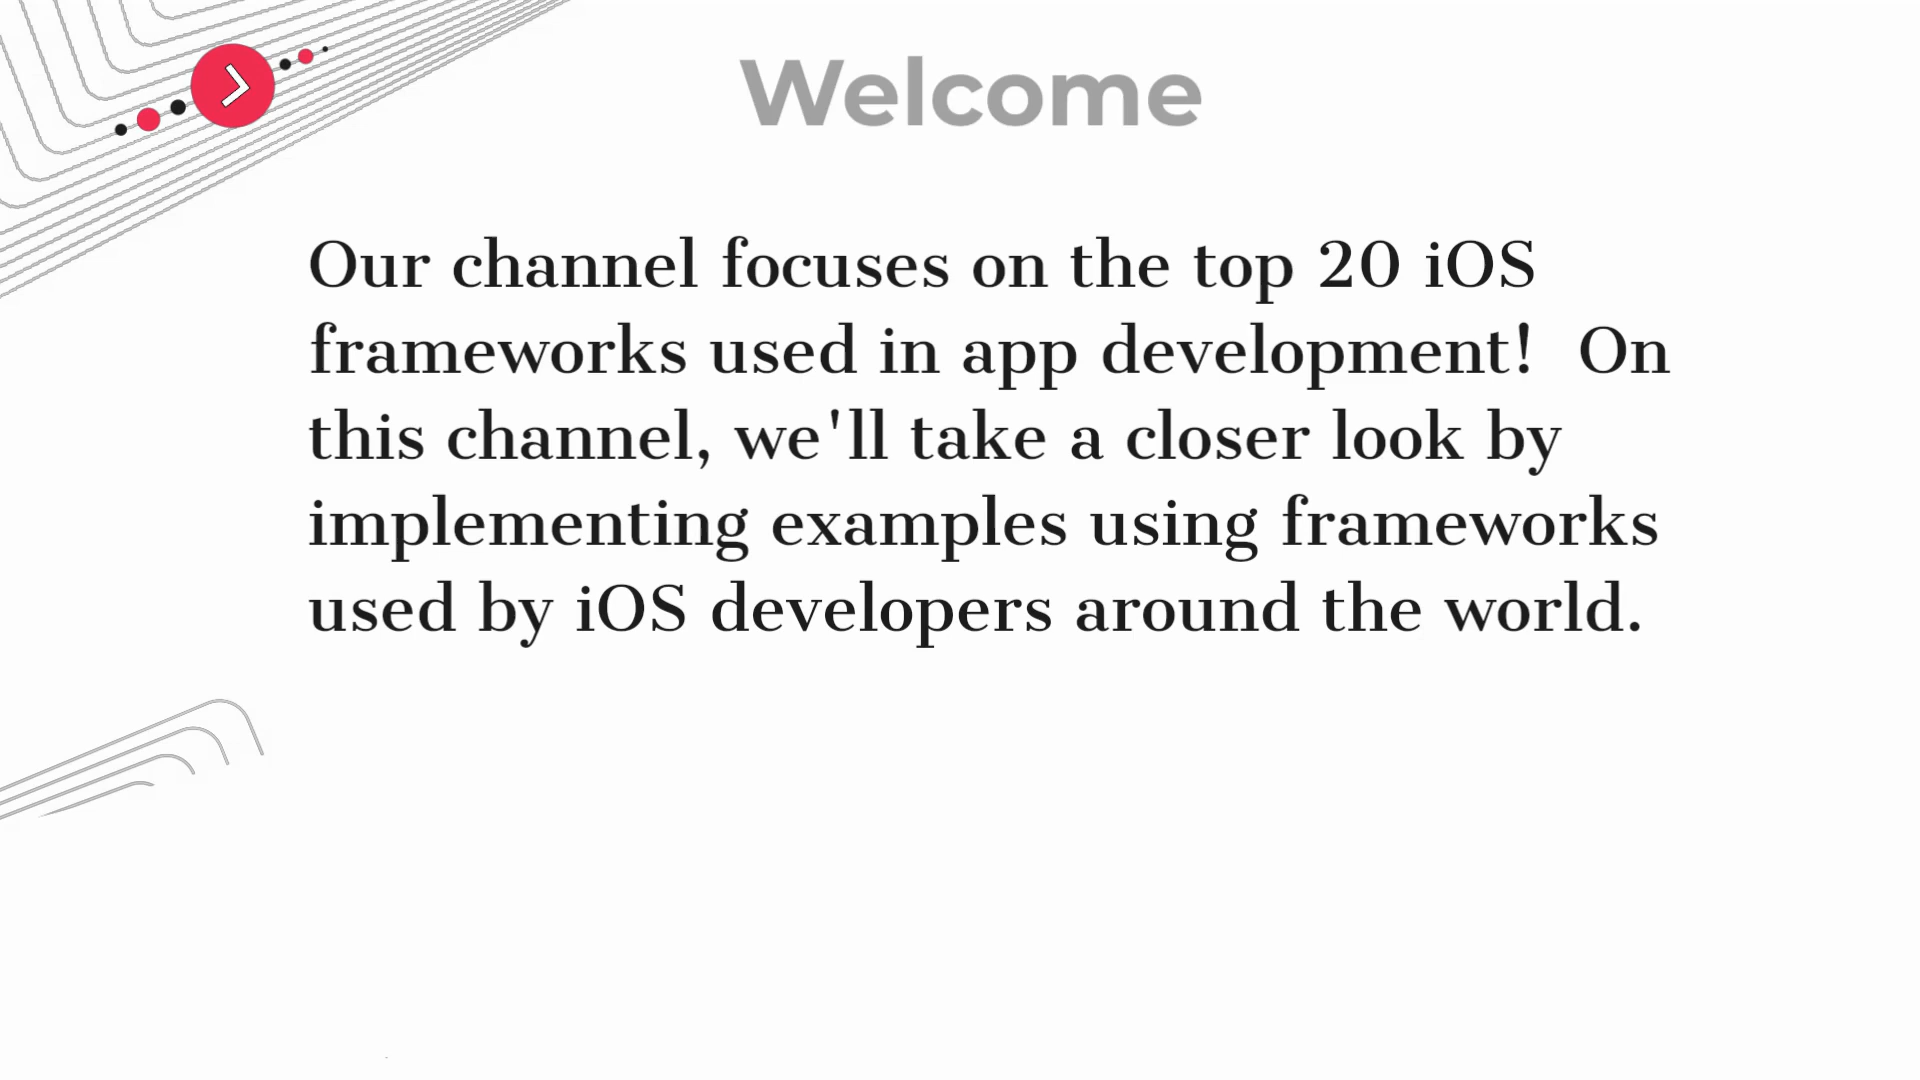 Welcome
Our channel focuses on the top 20 iOS
frameworks used in app development!  On
this channel, we'll take a closer look by
implementing examples using frameworks
used by iOS developers around the world.